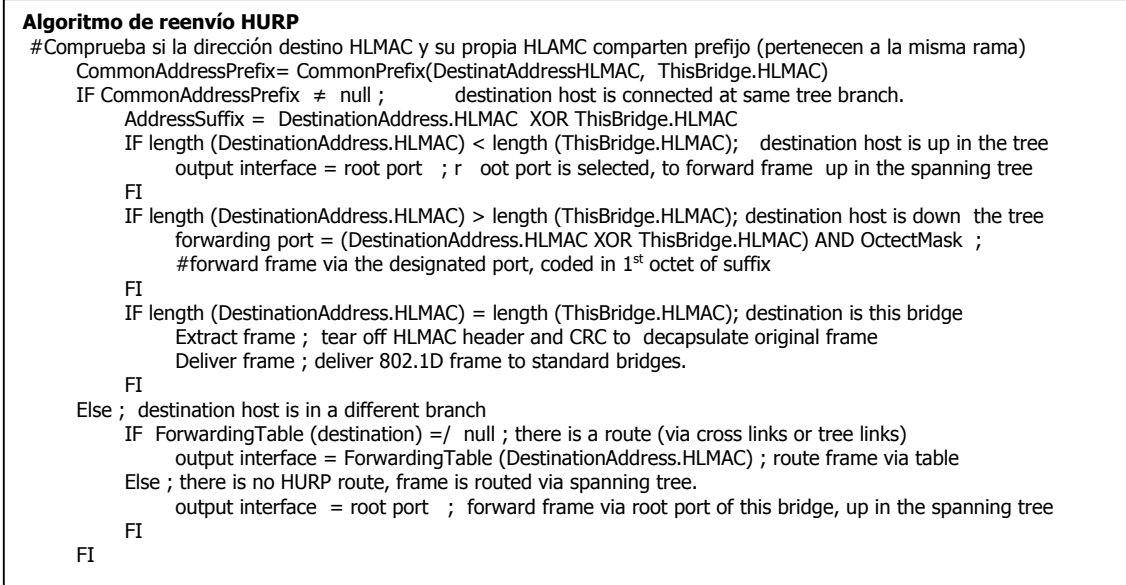 Algoritmo de reenvío HURP
#Comprueba si la dirección destino HLMAC y su propia HLAMC comparten prefijo (pertenecen a la misma rama)
CommonAddressPrefix= CommonPrefix(DestinatAddressHLMAC, ThisBridge.HLMAC)
IF CommonAddressPrefix ≠ null ; destination host is connected at same tree branch.
AddressSuffix = DestinationAddress.HLMAC XOR ThisBridge.HLMAC
IF length (DestinationAddress.HLMAC) < length (ThisBridge.HLMAC); destination host is up in the tree
output interface = root port ; r oot port is selected, to forward frame up in the spanning tree
FI
IF length (DestinationAddress.HLMAC) > length (ThisBridge.HLMAC); destination host is down the tree
forwarding port = (DestinationAddress.HLMAC XOR ThisBridge.HLMAC) AND OctectMask ;
#forward frame via the designated port, coded in 1st octet of suffix
FI
IF length (DestinationAddress.HLMAC) = length (ThisBridge.HLMAC); destination is this bridge
Extract frame ; tear off HLMAC header and CRC to decapsulate original frame
Deliver frame ; deliver 802.1D frame to standard bridges.
FI
Else ; destination host is in a different branch
IF ForwardingTable (destination) =/ null ; there is a route (via cross links or tree links)
output interface = ForwardingTable (DestinationAddress.HLMAC) ; route frame via table
Else ; there is no HURP route, frame is routed via spanning tree.
output interface = root port ; forward frame via root port of this bridge, up in the spanning tree
FI
FI